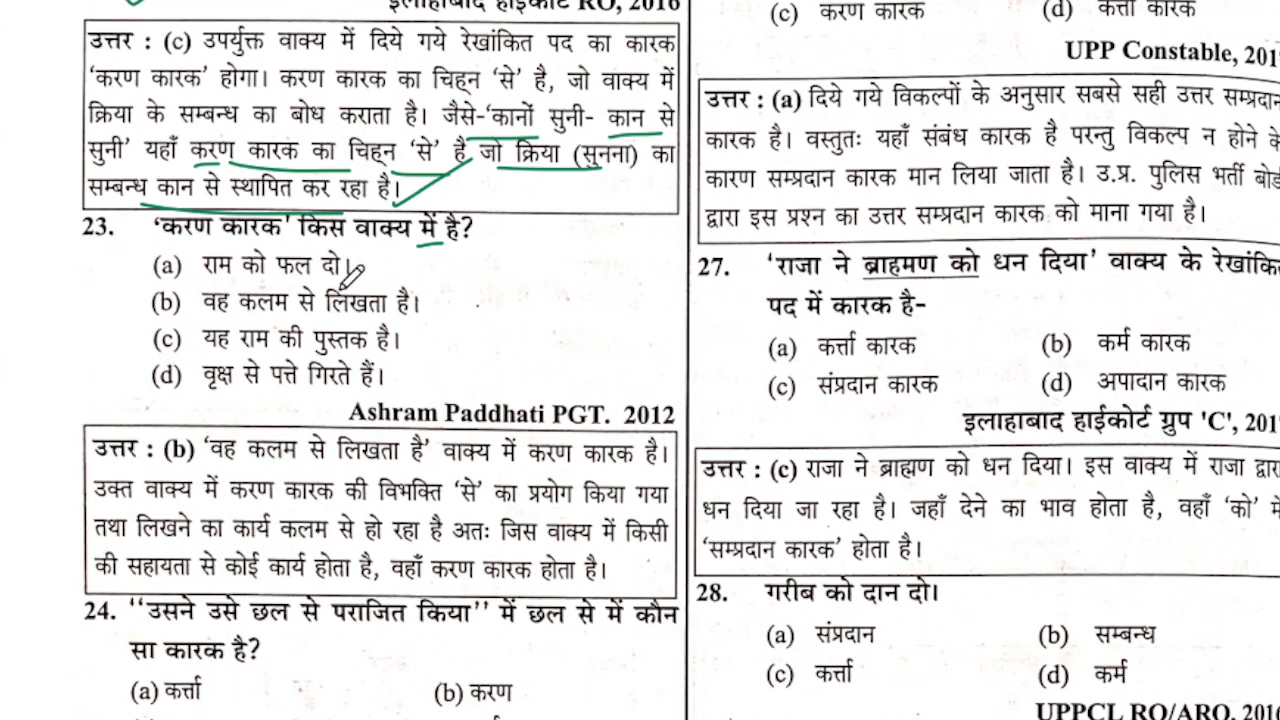 इलाहाबाद हाईकोर्ट RO, 2016
उत्तर : (c) उपर्युक्त वाक्य में दिये गये रेखांकित पद का कारक
‘करण कारक’ होगा। करण कारक का चिह्न ‘से’ है, जो वाक्य में
क्रिया के सम्बन्ध का बोध कराता है। जैसे-‘कानों सुनी- कान से
सुनी’ यहाँ करण कारक का चिह्न ‘से’ है जो क्रिया (सुनना) का
सम्बन्ध कान से स्थापित कर रहा है।
23. ‘करण कारक’ किस वाक्य में है?
(a) राम को फल दो।
(b) वह कलम से लिखता है।
(c) यह राम की पुस्तक है।
(d) वृक्ष से पत्ते गिरते हैं।
Ashram Paddhati PGT. 2012
उत्तर : (b) ‘वह कलम से लिखता है’ वाक्य में करण कारक है।
उक्त वाक्य में करण कारक की विभक्ति ‘से’ का प्रयोग किया गया
तथा लिखने का कार्य कलम से हो रहा है अतः जिस वाक्य में किसी
की सहायता से कोई कार्य होता है, वहाँ करण कारक होता है।
24. ‘‘उसने उसे छल से पराजित किया’’ में छल से में कौन
सा कारक है?
(a) कर्त्ता (b) करण
(c) करण कारक (d) कर्त्ता कारक
UPP Constable, 201
उत्तर : (a) दिये गये विकल्पों के अनुसार सबसे सही उत्तर सम्प्रदान
कारक है। वस्तुतः यहाँ संबंध कारक है परन्तु विकल्प न होने के
कारण सम्प्रदान कारक मान लिया जाता है। उ.प्र. पुलिस भर्ती बोर्ड
द्वारा इस प्रश्न का उत्तर सम्प्रदान कारक को माना गया है।
27. ‘राजा ने ब्राहमण को धन दिया’ वाक्य के रेखांकि
पद में कारक है-
(a) कर्त्ता कारक (b) कर्म कारक
(c) संप्रदान कारक (d) अपादान कारक
इलाहाबाद हाईकोर्ट ग्रुप 'C', 201
उत्तर : (c) राजा ने ब्राह्मण को धन दिया। इस वाक्य में राजा द्वारा
धन दिया जा रहा है। जहाँ देने का भाव होता है, वहाँ ‘को’ में
‘सम्प्रदान कारक’ होता है।
28. गरीब को दान दो।
(a) संप्रदान (b) सम्बन्ध
(c) कर्त्ता (d) कर्म
UPPCL RO/ARO, 2016